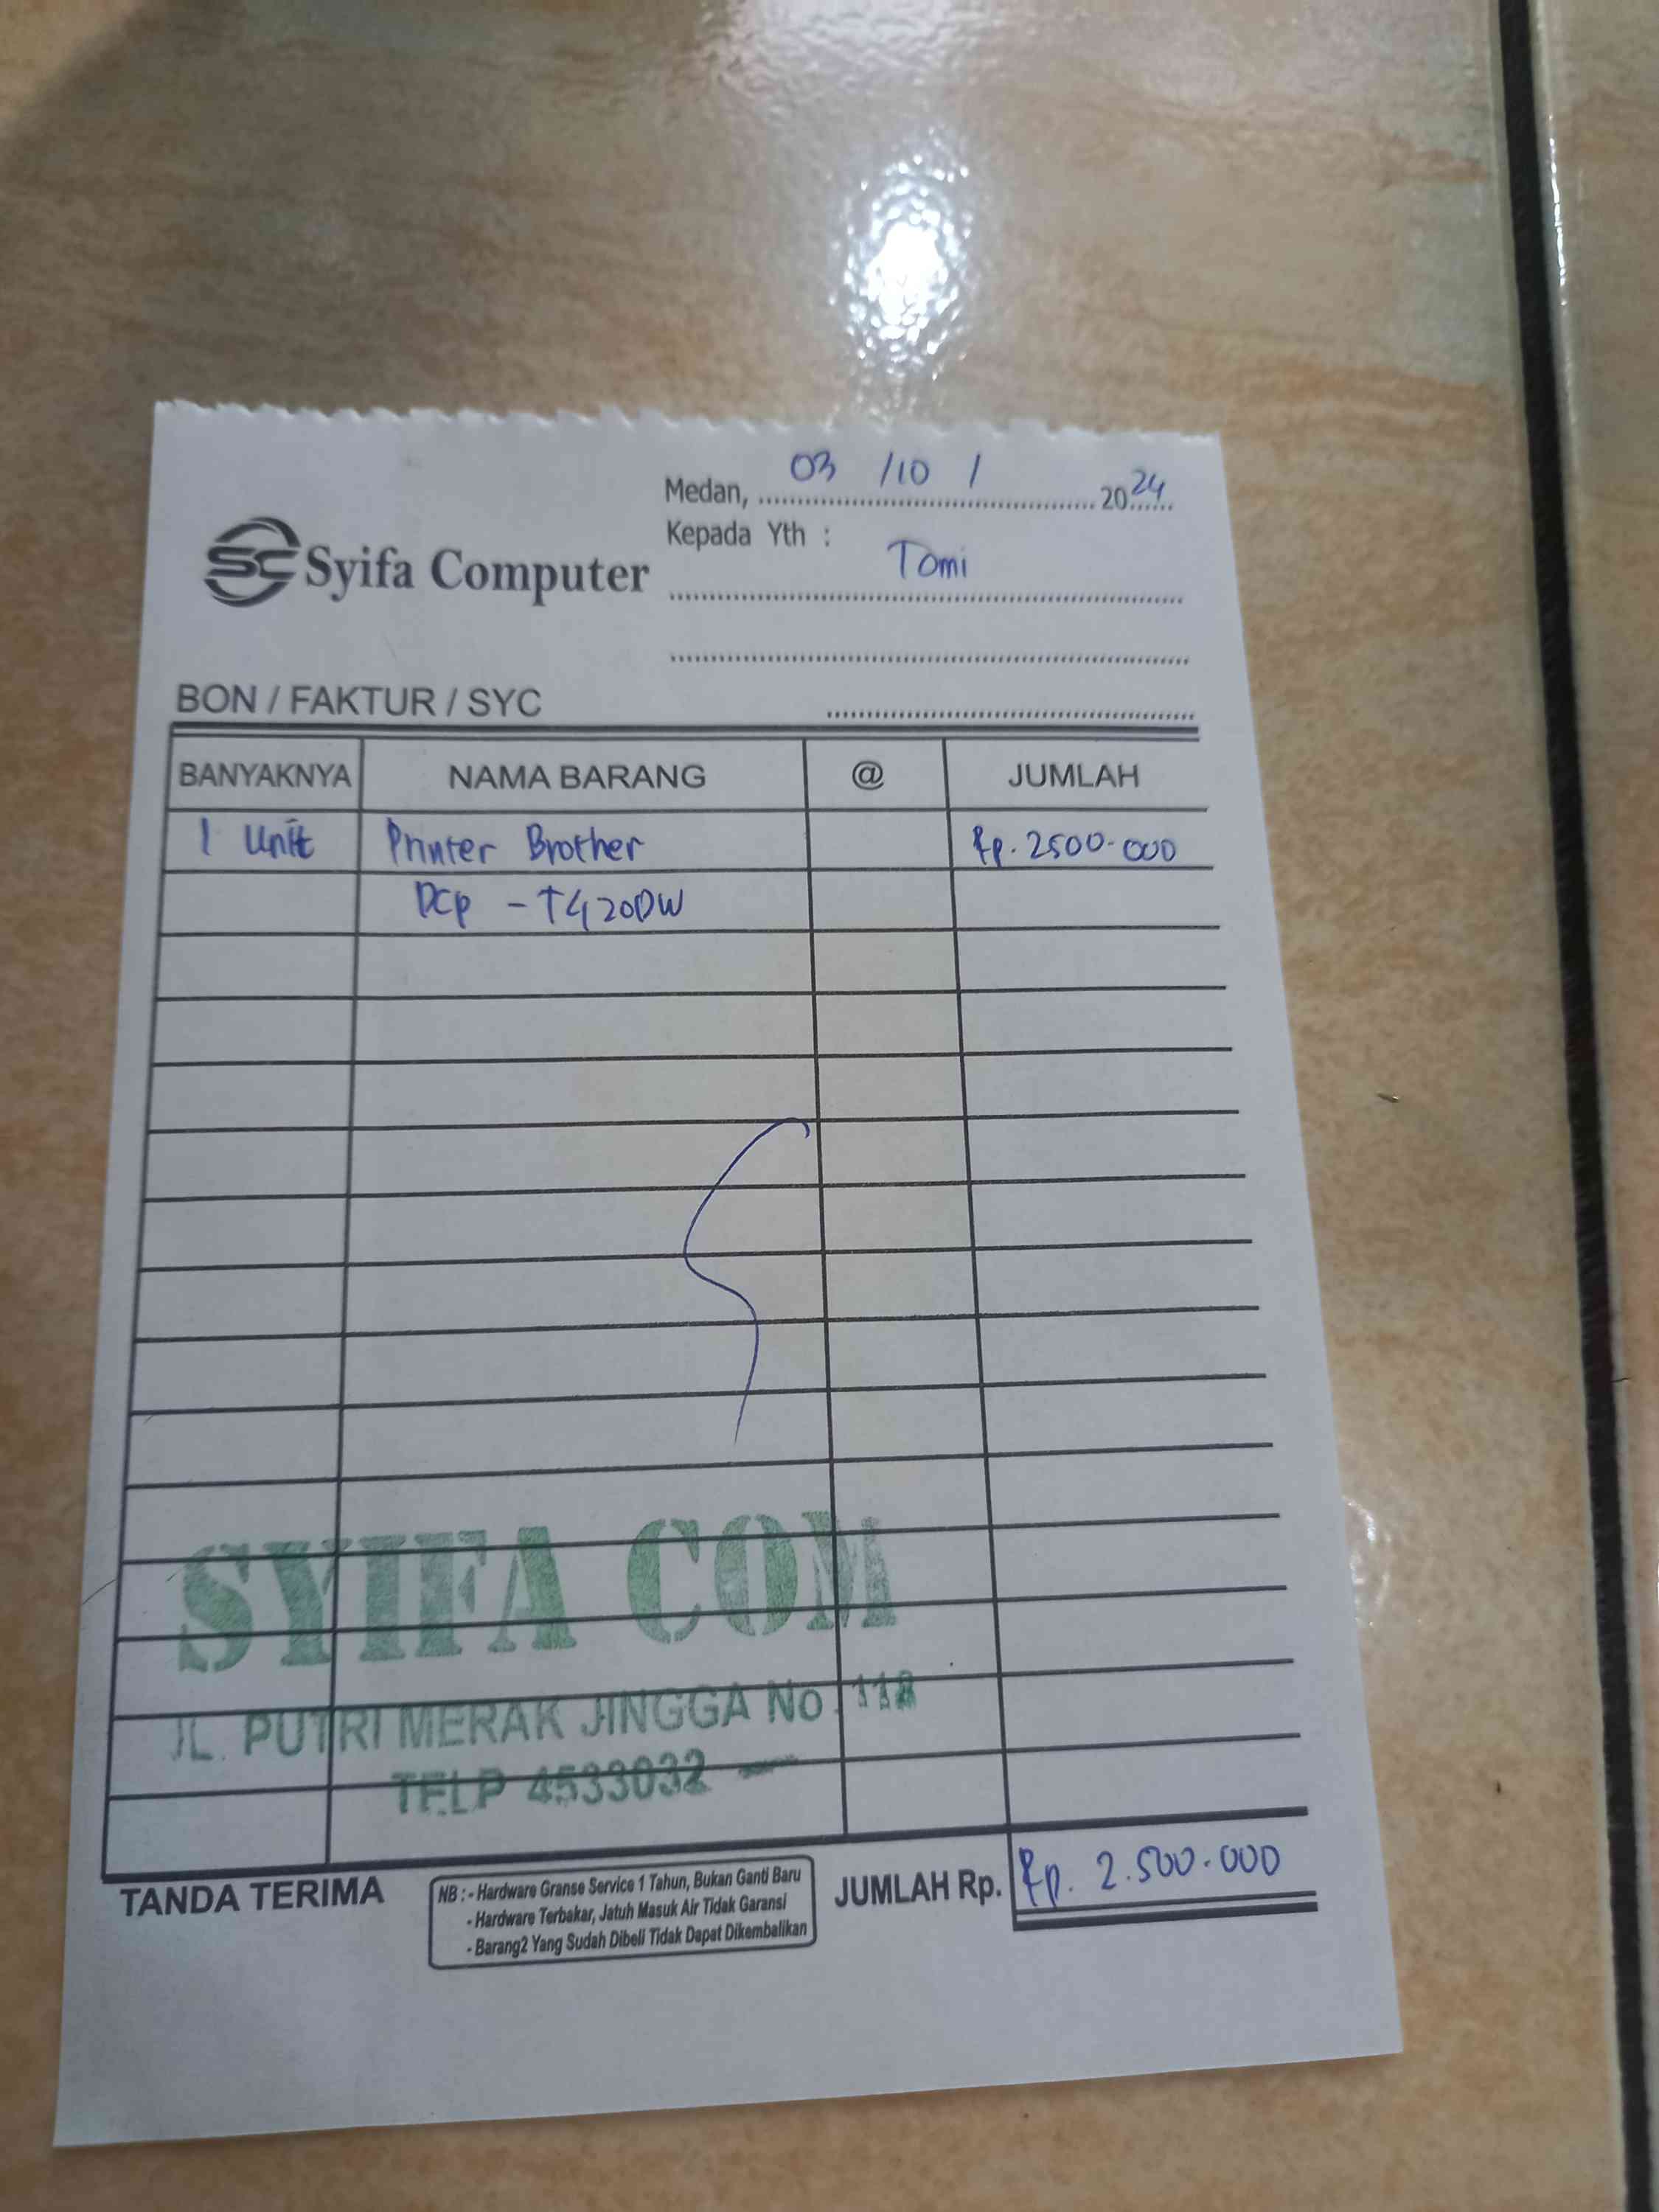 Medan, 03 /10 / 2024
Kepada Yth :
Tomi
SC Syifa Computer
BON / FAKTUR / SYC
BANYAKNYA NAMA BARANG @ JUMLAH
1 Unit Printer Brother Rp. 2500.000
DCP - T420DW
SYIFA COM
JL. PUTRI MERAK JINGGA No 11
TELP 4533032
TANDA TERIMA
NB : - Hardware Granse Service 1 Tahun, Bukan Ganti Baru
- Hardware Terbakar, Jatuh Masuk Air Tidak Garansi
- Barang2 Yang Sudah Dibeli Tidak Dapat Dikembalikan
JUMLAH Rp. Rp. 2.500.000